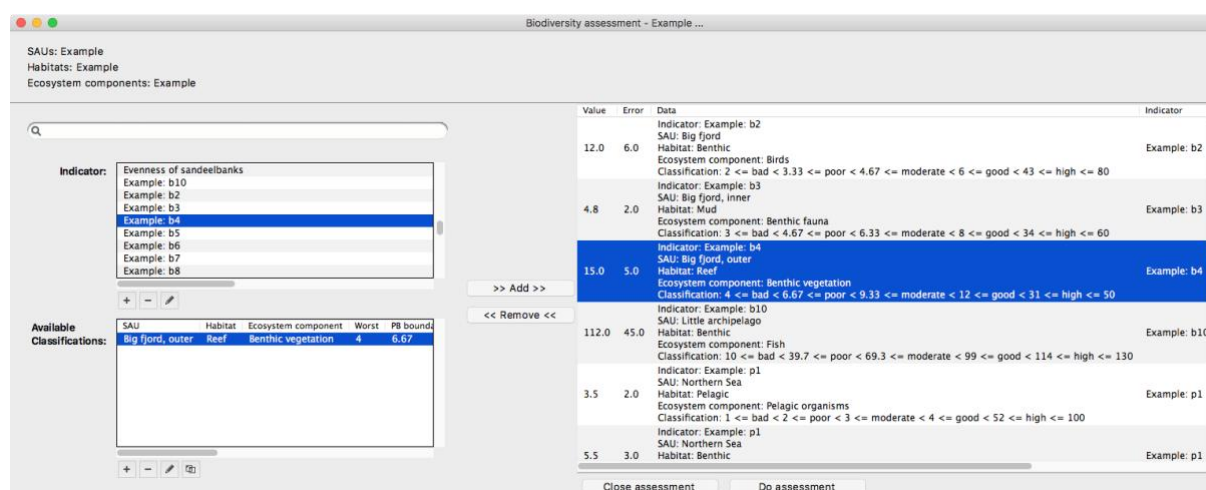 Biodiversity assessment - Example ...
SAUs: Example
Habitats: Example
Ecosystem components: Example
Indicator:
Evenness of sandeelbanks
Example: b10
Example: b2
Example: b3
Example: b4
Example: b5
Example: b6
Example: b7
Example: b8
+ −
Available
Classifications:
SAU Habitat Ecosystem component Worst PB bounda
Big fjord, outer Reef Benthic vegetation 4 6.67
+ −
>> Add >>
<< Remove <<
Value Error Data Indicator
Indicator: Example: b2
SAU: Big fjord
12.0 6.0 Habitat: Benthic Example: b2
Ecosystem component: Birds
Classification: 2 <= bad < 3.33 <= poor < 4.67 <= moderate < 6 <= good < 43 <= high <= 80
Indicator: Example: b3
SAU: Big fjord, inner
4.8 2.0 Habitat: Mud Example: b3
Ecosystem component: Benthic fauna
Classification: 3 <= bad < 4.67 <= poor < 6.33 <= moderate < 8 <= good < 34 <= high <= 60
Indicator: Example: b4
SAU: Big fjord, outer
15.0 5.0 Habitat: Reef Example: b4
Ecosystem component: Benthic vegetation
Classification: 4 <= bad < 6.67 <= poor < 9.33 <= moderate < 12 <= good < 31 <= high <= 50
Indicator: Example: b10
SAU: Little archipelago
112.0 45.0 Habitat: Benthic Example: b10
Ecosystem component: Fish
Classification: 10 <= bad < 39.7 <= poor < 69.3 <= moderate < 99 <= good < 114 <= high <= 130
Indicator: Example: p1
SAU: Northern Sea
3.5 2.0 Habitat: Pelagic Example: p1
Ecosystem component: Pelagic organisms
Classification: 1 <= bad < 2 <= poor < 3 <= moderate < 4 <= good < 52 <= high <= 100
Indicator: Example: p1
SAU: Northern Sea
5.5 3.0 Habitat: Benthic Example: p1
Close assessment Do assessment